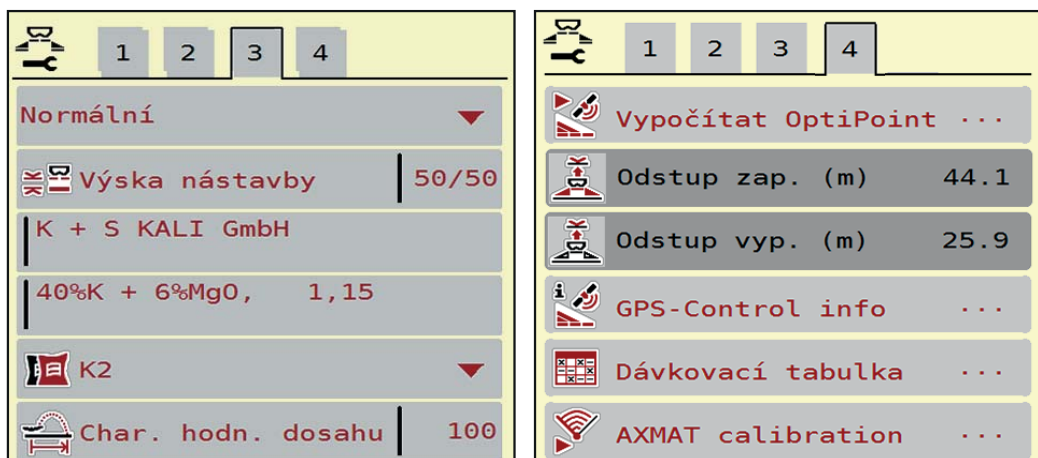 1 2 3 4
Normální
Výska nástavby 50/50
K + S KALI GmbH
40%K + 6%MgO, 1,15
K2
Char. hodn. dosahu 100
1 2 3 4
Vypočítat OptiPoint ...
Odstup zap. (m) 44.1
Odstup vyp. (m) 25.9
GPS-Control info ...
Dávkovací tabulka ...
AXMAT calibration ...